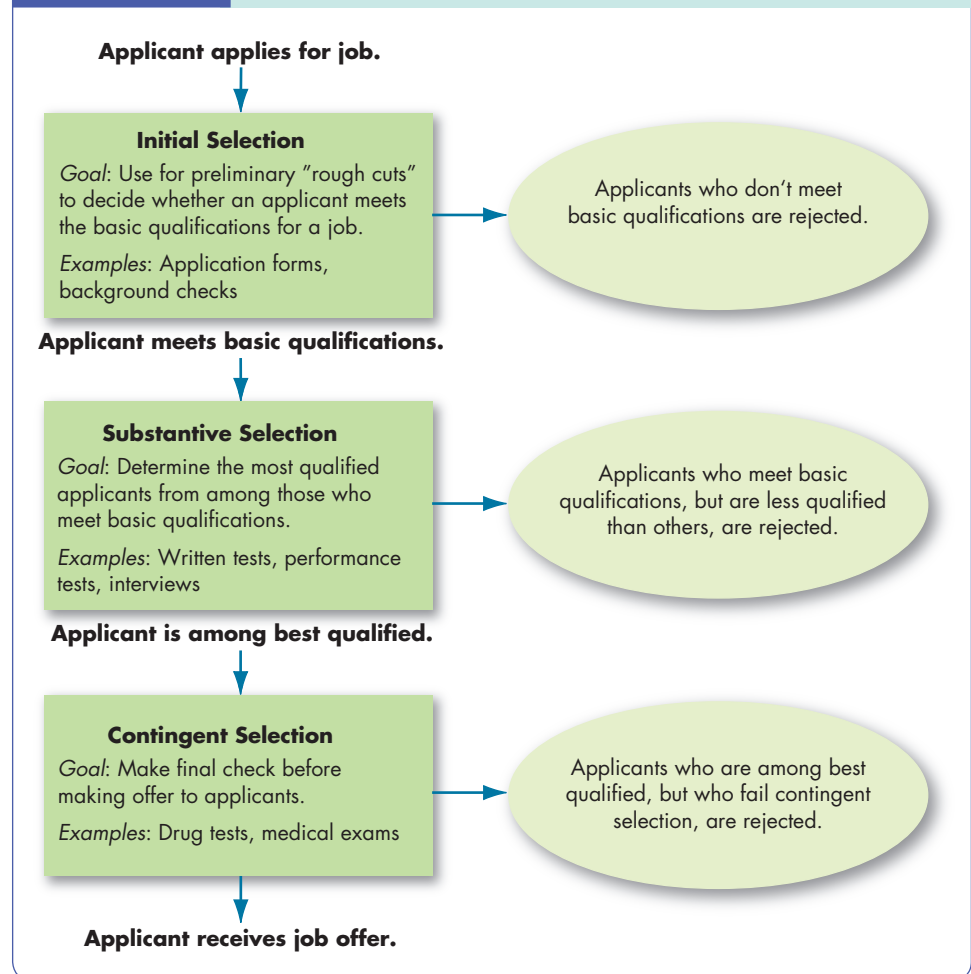 Applicant applies for job.
Initial Selection
Goal: Use for preliminary "rough cuts"
to decide whether an applicant meets
the basic qualifications for a job.
Examples: Application forms,
background checks
Applicants who don't meet
basic qualifications are rejected.
Applicant meets basic qualifications.
Substantive Selection
Goal: Determine the most qualified
applicants from among those who
meet basic qualifications.
Examples: Written tests, performance
tests, interviews
Applicants who meet basic
qualifications, but are less qualified
than others, are rejected.
Applicant is among best qualified.
Contingent Selection
Goal: Make final check before
making offer to applicants.
Examples: Drug tests, medical exams
Applicants who are among best
qualified, but who fail contingent
selection, are rejected.
Applicant receives job offer.